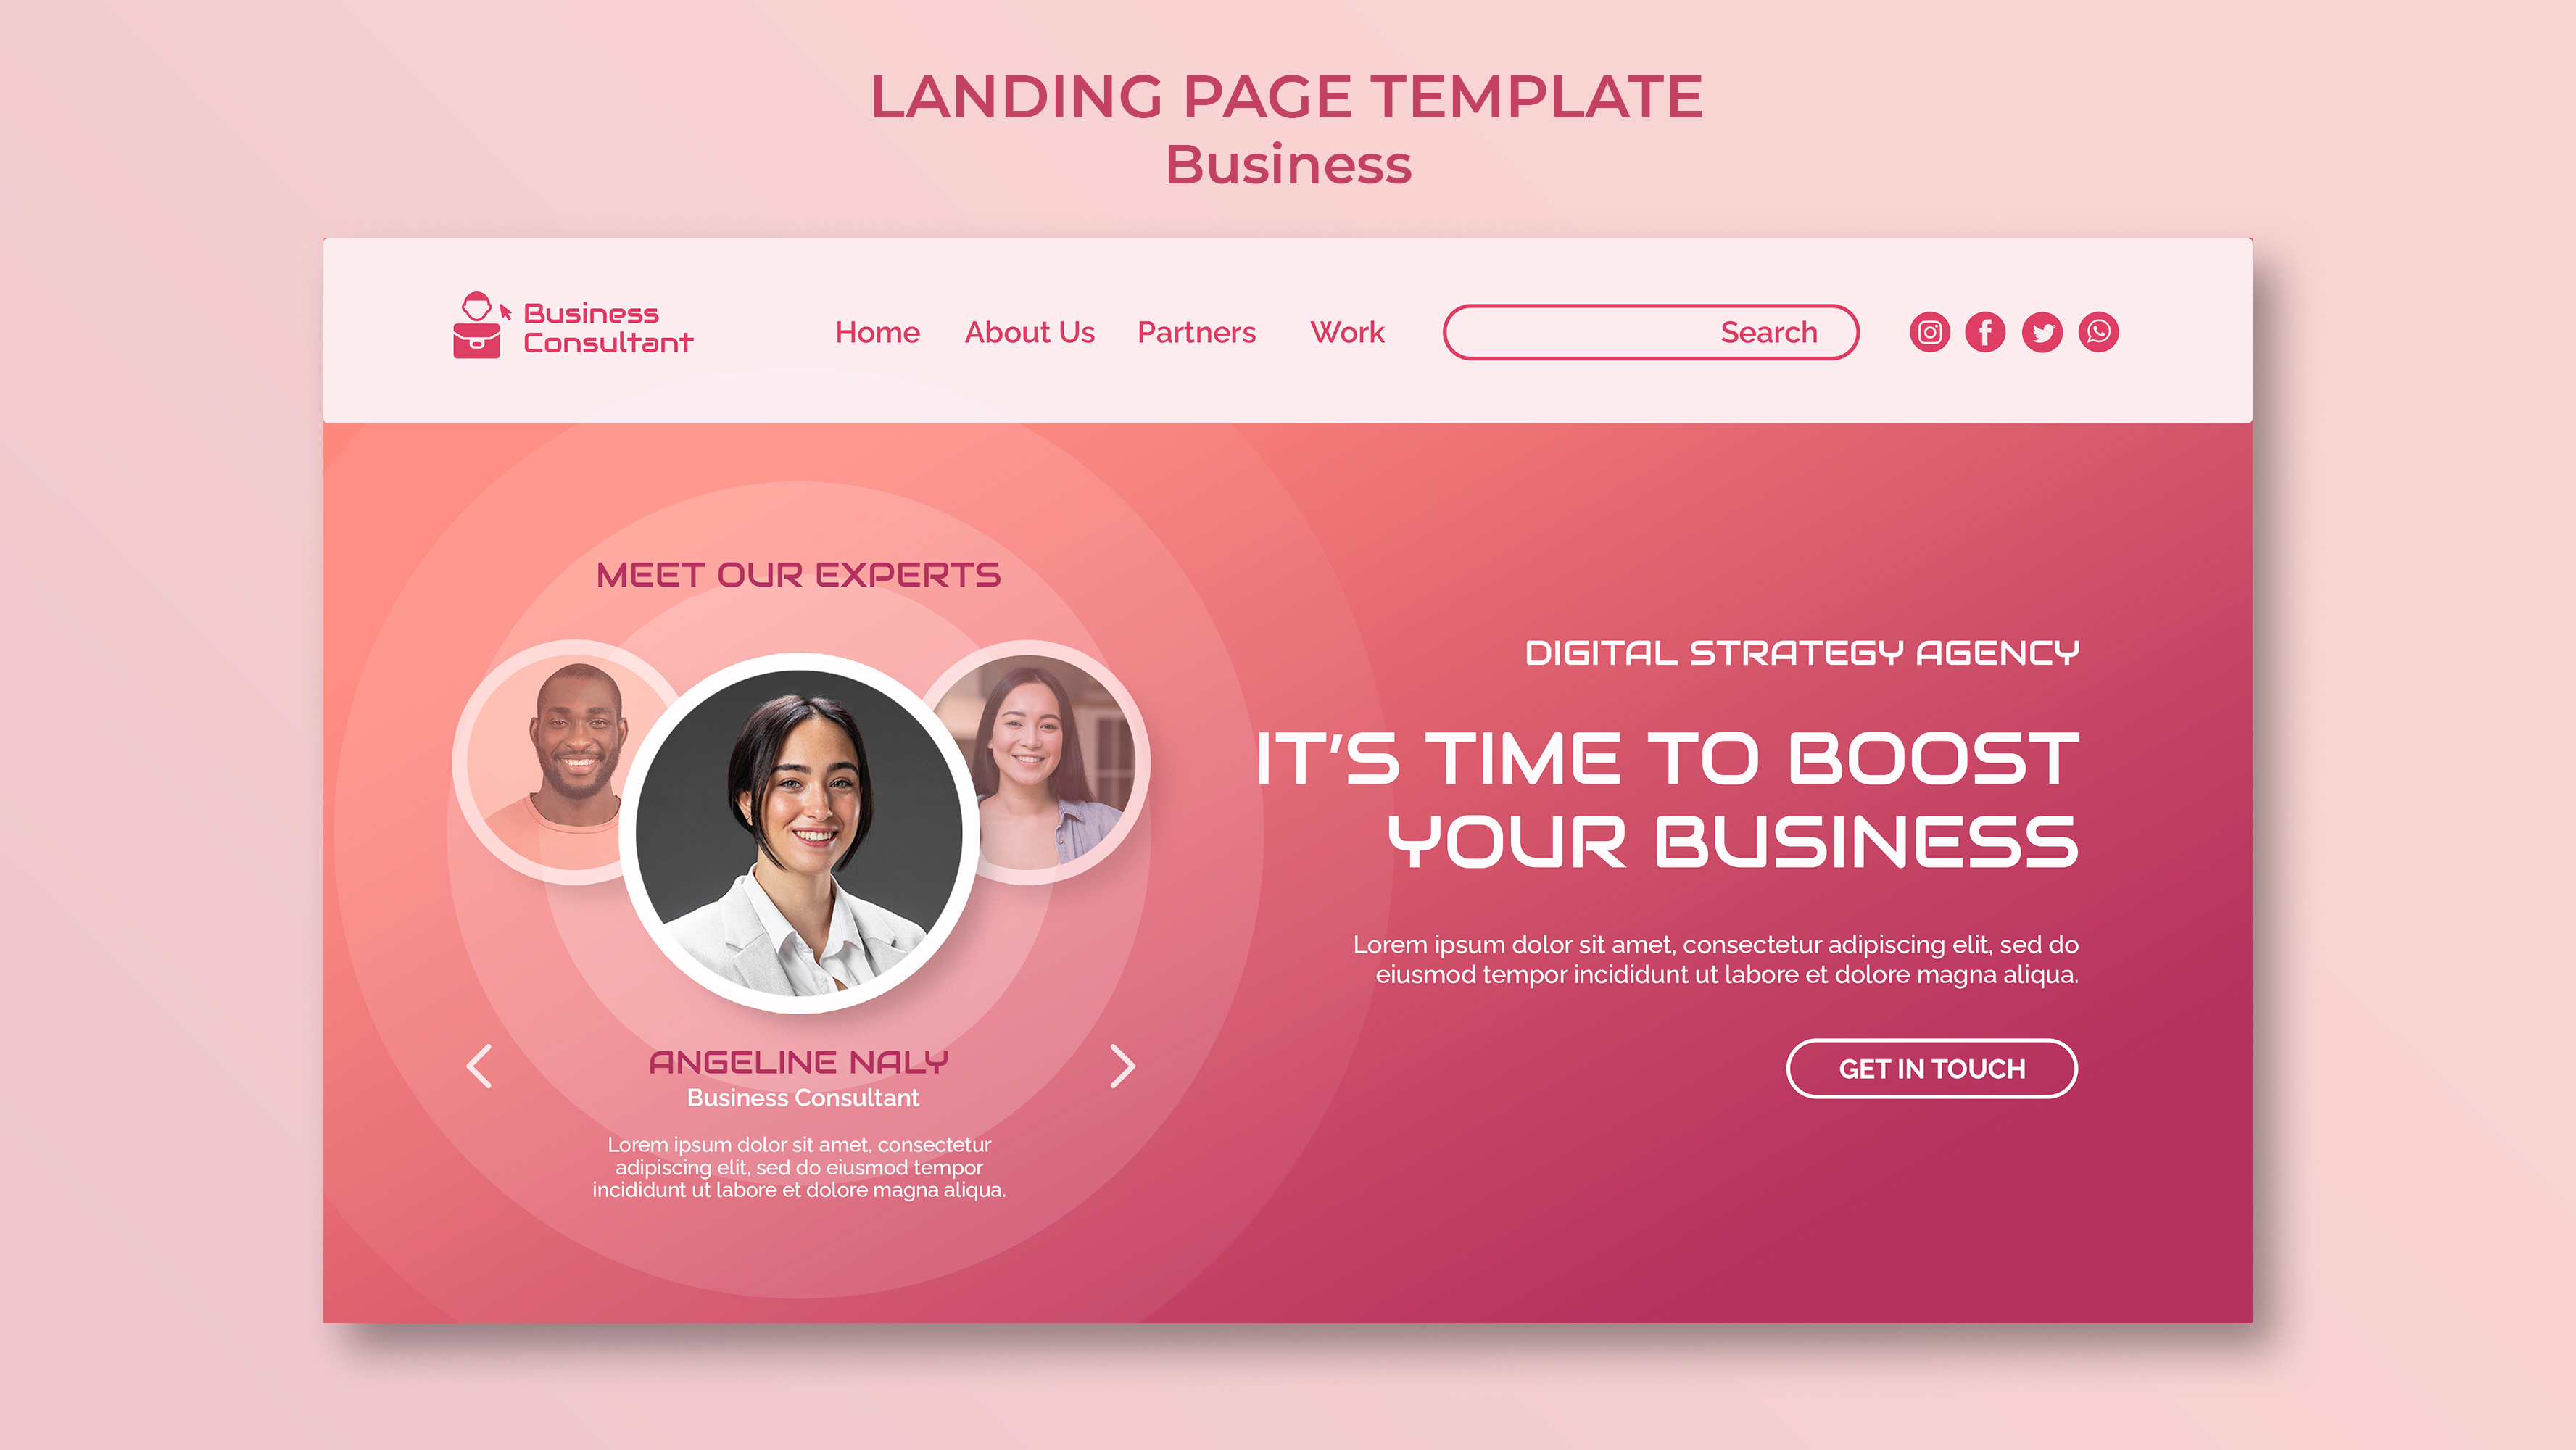 LANDING PAGE TEMPLATE
Business
Business
Consultant
Home
About Us
Partners
Work
Search
MEET OUR EXPERTS
ANGELINE NALY
Business Consultant
Lorem ipsum dolor sit amet, consectetur
adipiscing elit, sed do eiusmod tempor
incididunt ut labore et dolore magna aliqua.
DIGITAL STRATEGY AGENCY
IT'S TIME TO BOOST
YOUR BUSINESS
Lorem ipsum dolor sit amet, consectetur adipiscing elit, sed do
eiusmod tempor incididunt ut labore et dolore magna aliqua.
GET IN TOUCH